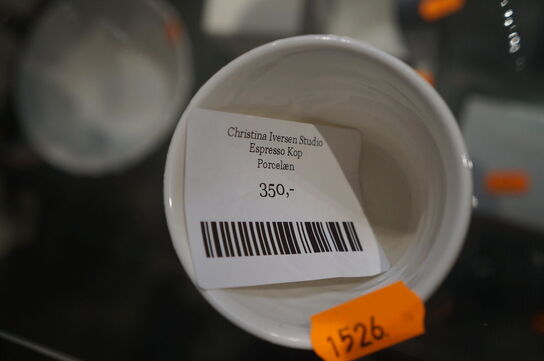 Christina Iversen Studio
Espresso Kop
Porcelæn
350,-
1526.